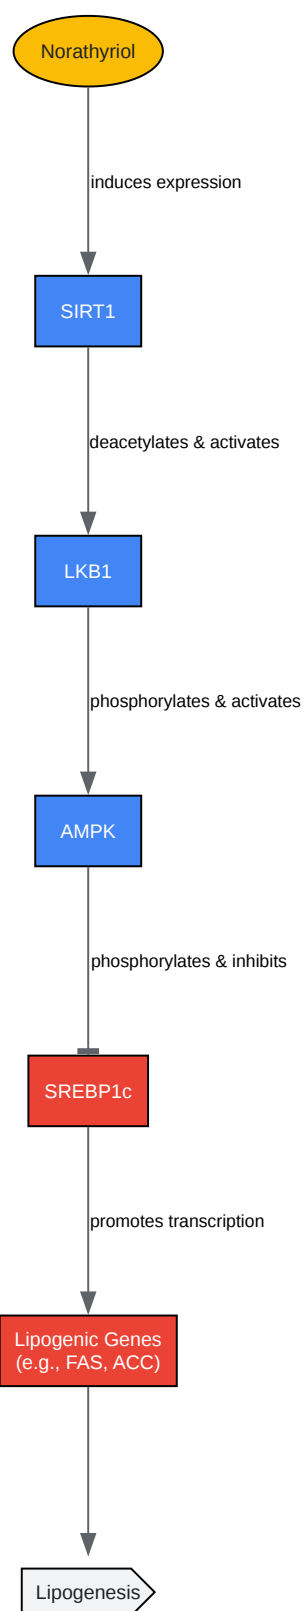 Norathyriol
induces expression
SIRT1
deacetylates & activates
LKB1
phosphorylates & activates
AMPK
phosphorylates & inhibits
SREBP1c
promotes transcription
Lipogenic Genes
(e.g., FAS, ACC)
Lipogenesis